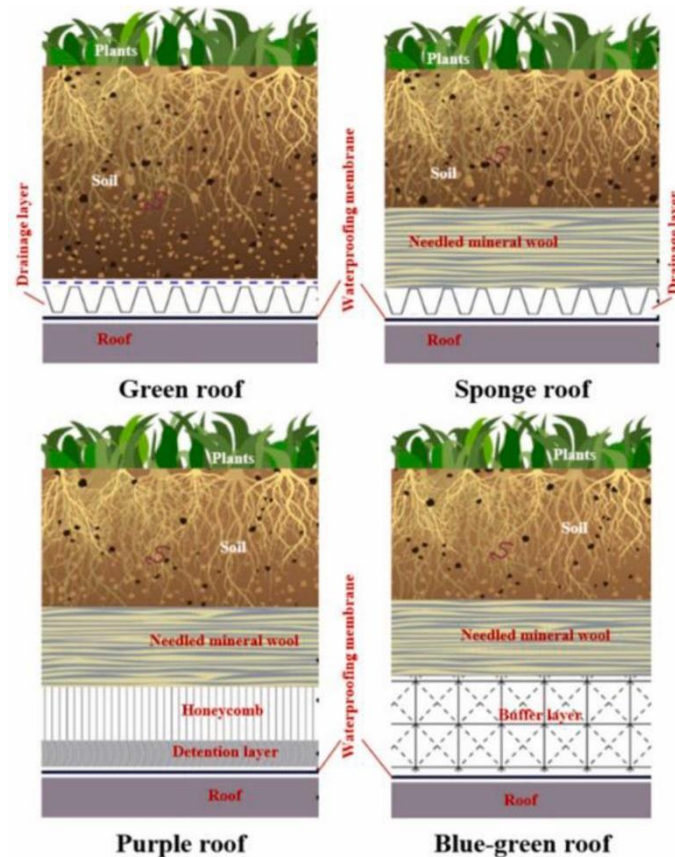 Plants
Soil
Drainage layer
Roof
Green roof
Waterproofing membrane
Plants
Soil
Needled mineral wool
Drainage layer
Roof
Sponge roof
Plants
Soil
Needled mineral wool
Honeycomb
Detention layer
Roof
Purple roof
Waterproofing membrane
Plants
Soil
Needled mineral wool
Buffer layer
Roof
Blue-green roof